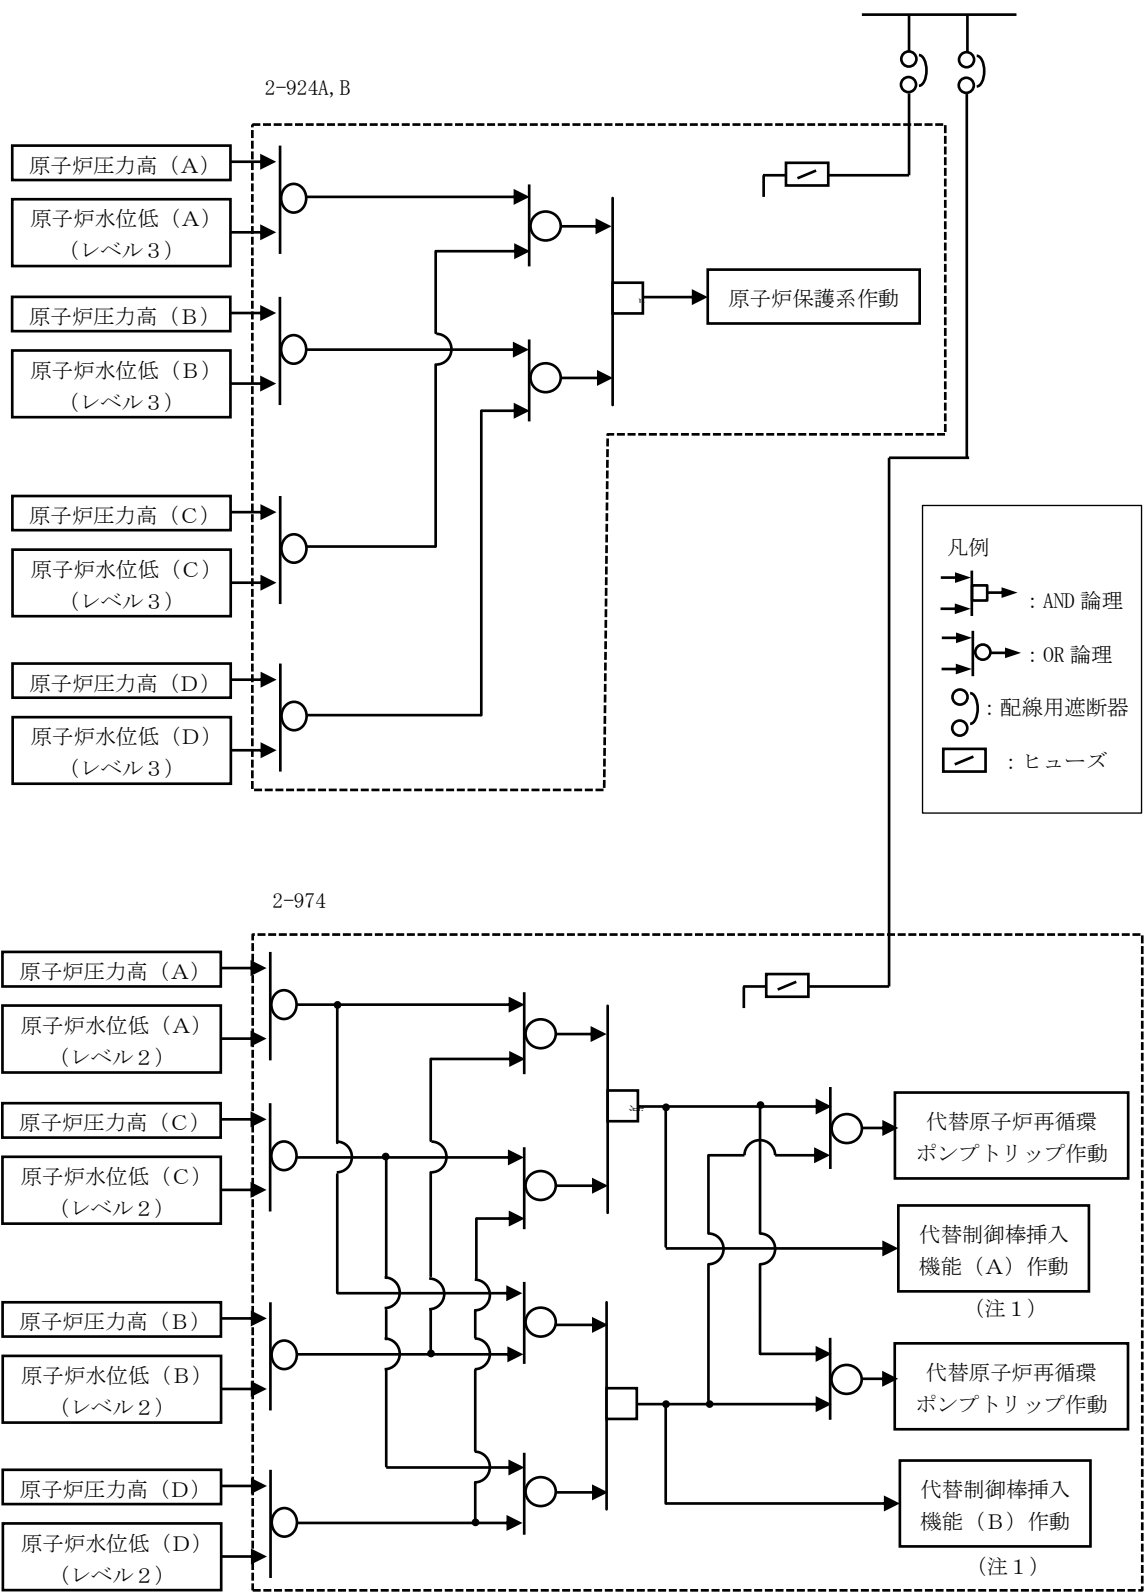 2-924A,B
原子炉圧力高（A）
原子炉水位低（A）
（レベル３）
原子炉圧力高（B）
原子炉水位低（B）
（レベル３）
原子炉圧力高（C）
原子炉水位低（C）
（レベル３）
原子炉圧力高（D）
原子炉水位低（D）
（レベル３）
原子炉保護系作動
凡例
：AND 論理
：OR 論理
：配線用遮断器
：ヒューズ
2-974
原子炉圧力高（A）
原子炉水位低（A）
（レベル２）
原子炉圧力高（C）
原子炉水位低（C）
（レベル２）
原子炉圧力高（B）
原子炉水位低（B）
（レベル２）
原子炉圧力高（D）
原子炉水位低（D）
（レベル２）
代替原子炉再循環
ポンプトリップ作動
代替制御棒挿入
機能（A）作動
（注１）
代替原子炉再循環
ポンプトリップ作動
代替制御棒挿入
機能（B）作動
（注１）